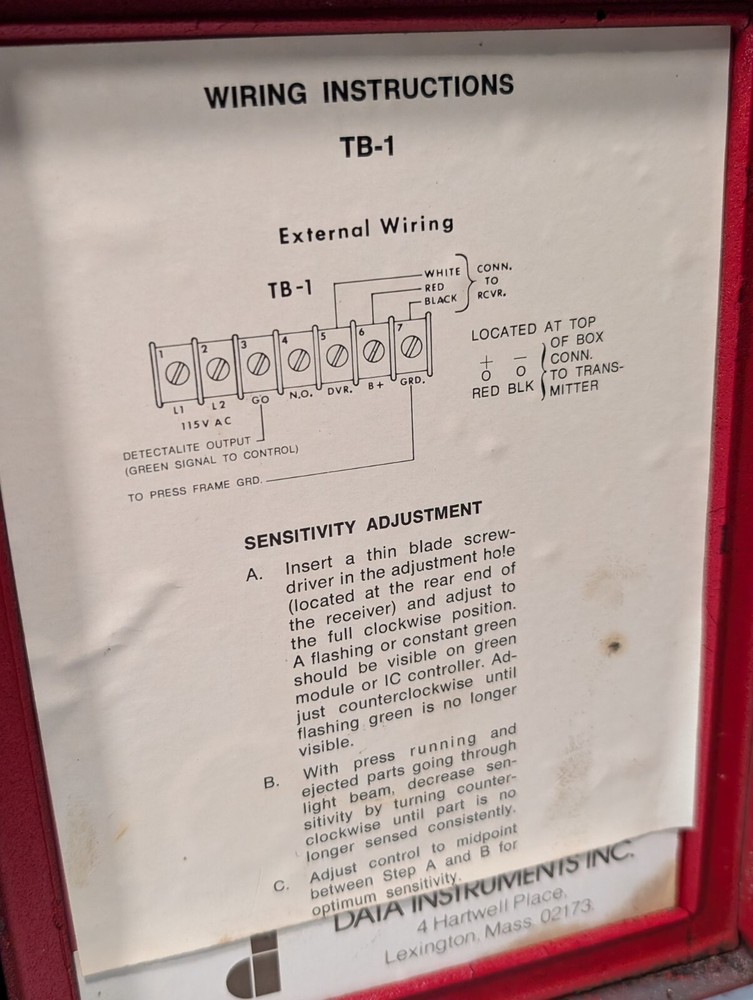 WIRING INSTRUCTIONS
TB-1
External Wiring
TB-1
WHITE
RED
BLACK
CONN.
TO
RCVR.
1 2 3 4 5 6 7
L1 L2 GO N.O. DVR. B+ GRD.
115V AC
DETECTALITE OUTPUT
(GREEN SIGNAL TO CONTROL)
TO PRESS FRAME GRD.
LOCATED AT TOP
OF BOX
+ − CONN.
O O TO TRANS-
RED BLK MITTER
SENSITIVITY ADJUSTMENT
A. Insert a thin blade screw-
driver in the adjustment hole
(located at the rear end of
the receiver) and adjust to
the full clockwise position.
A flashing or constant green
should be visible on green
module or IC controller. Ad-
just counterclockwise until
flashing green is no longer
visible.
B. With press running and
ejected parts going through
light beam, decrease sen-
sitivity by turning counter-
clockwise until part is no
longer sensed consistently.
C. Adjust control to midpoint
between Step A and B for
optimum sensitivity.
DATA INSTRUMENTS INC.
4 Hartwell Place,
Lexington, Mass. 02173.